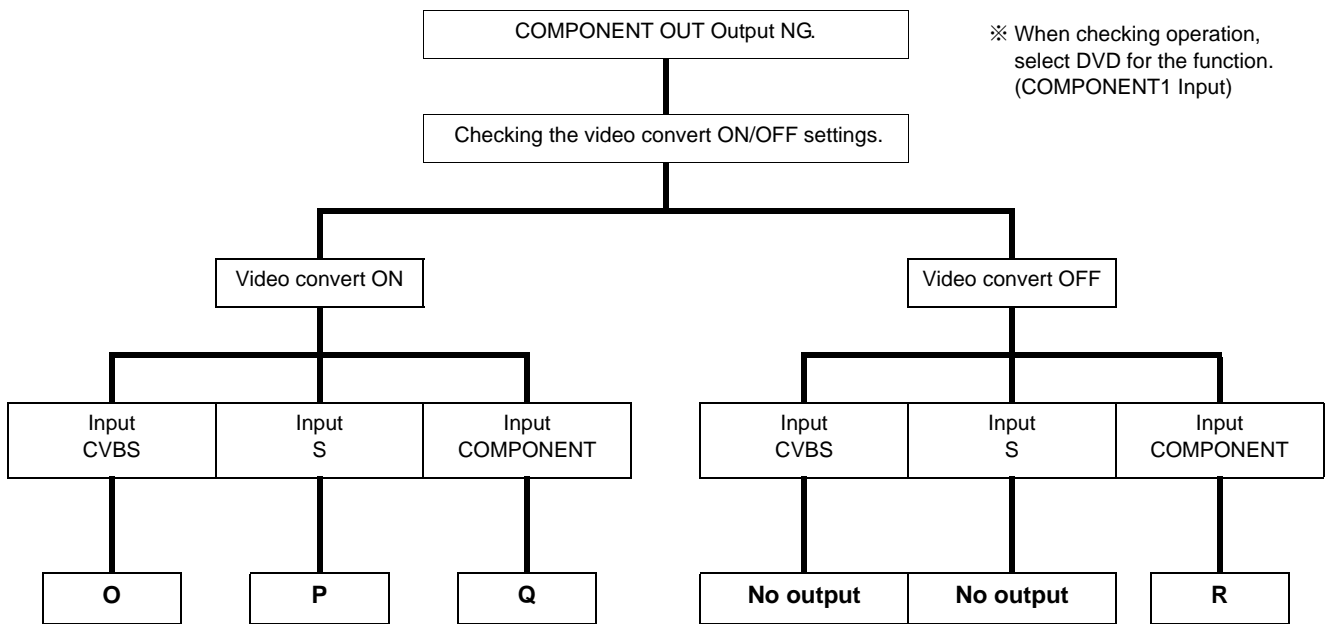 COMPONENT OUT Output NG.
※ When checking operation,
select DVD for the function.
(COMPONENT1 Input)
Checking the video convert ON/OFF settings.
Video convert ON
Video convert OFF
Input
CVBS
Input
S
Input
COMPONENT
Input
CVBS
Input
S
Input
COMPONENT
O
P
Q
No output
No output
R